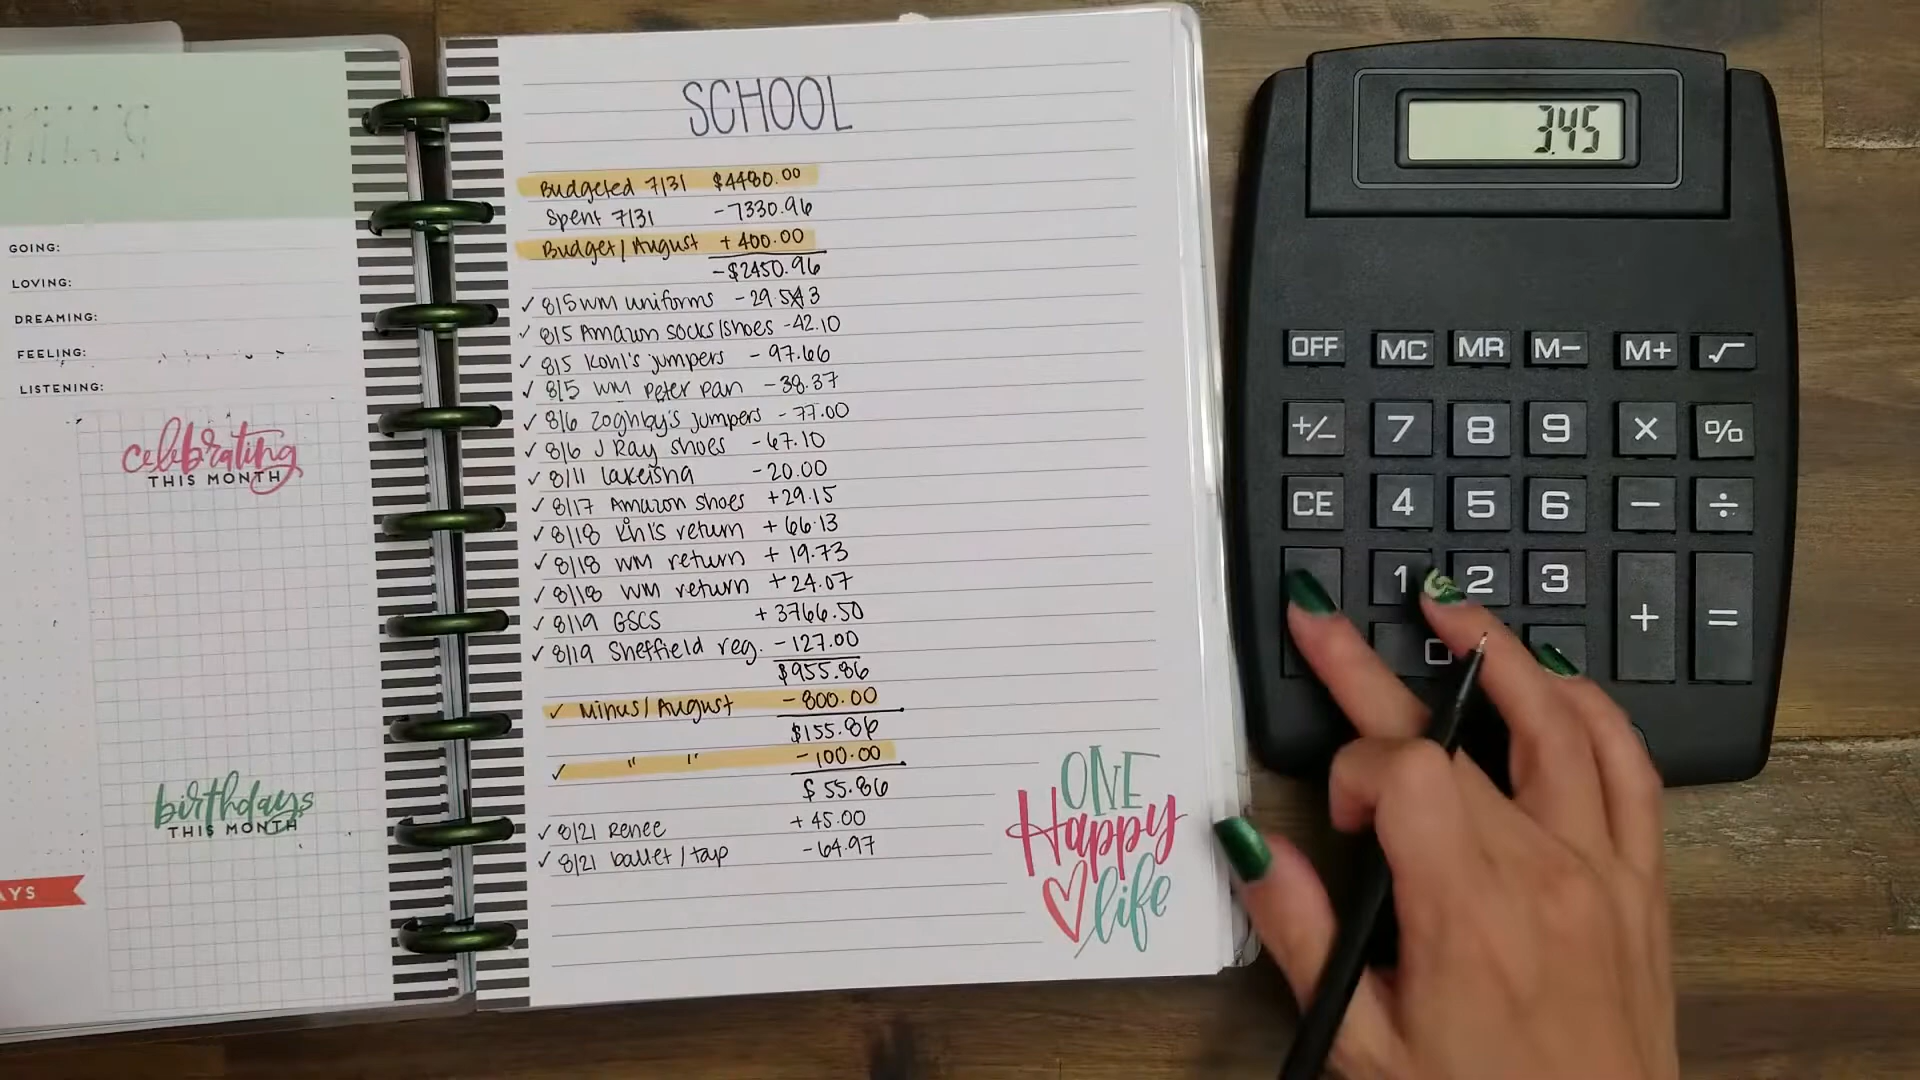 GOING:
LOVING:
DREAMING:
FEELING:
LISTENING:
celebrating
THIS MONTH
birthdays
THIS MONTH
AYS
SCHOOL
Budgeted 7/31 $4480.00
Spent 7/31 -7330.96
Budget/August +400.00
-$2450.96
✓ 8/5 WM uniforms -29.543
✓ 8/5 Amazon socks/shoes -42.10
✓ 8/5 Kohl's jumpers -97.66
✓ 8/5 WM Peter Pan -38.37
✓ 8/6 Zoghby's jumpers -77.00
✓ 8/6 J Ray shoes -67.10
✓ 8/11 Lakeisha -20.00
✓ 8/17 Amazon shoes +29.15
✓ 8/18 Khl's return +66.13
✓ 8/18 WM return +19.73
✓ 8/18 WM return +24.07
✓ 8/19 GSCS +3766.50
✓ 8/19 Sheffield reg. -127.00
$955.86
✓ Minus/August -800.00
$155.86
✓ " " -100.00
$55.86
✓ 8/21 Renee +45.00
✓ 8/21 ballet/tap -64.97
ONE
Happy
life
3.45
OFF MC MR M− M+ √
+/− 7 8 9 × %
CE 4 5 6 − ÷
1 2 3 + =
0